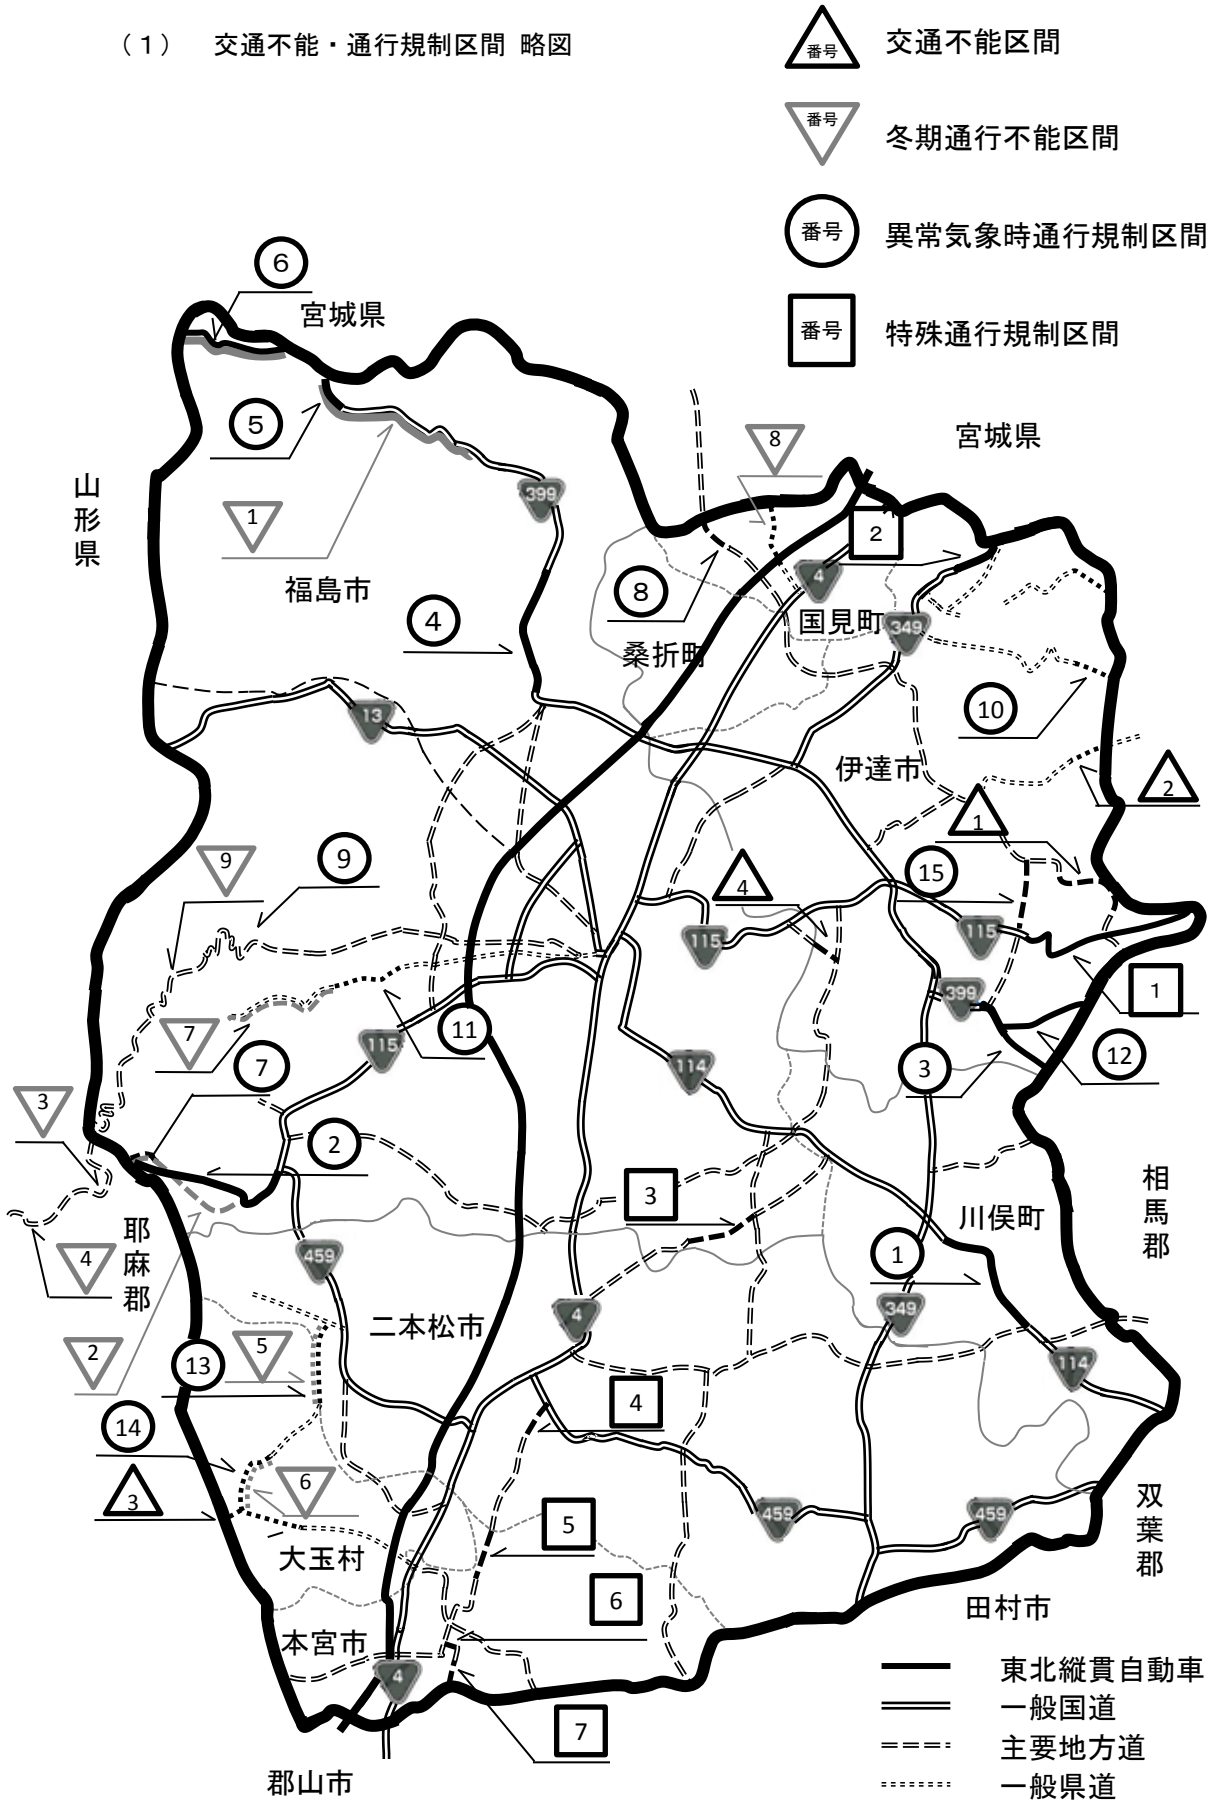 （１）　交通不能・通行規制区間 略図
番号
交通不能区間
番号
冬期通行不能区間
番号
異常気象時通行規制区間
番号
特殊通行規制区間
6
宮城県
5
8
宮城県
山形県
399
1
2
福島市
4
8
4
国見町
349
桑折町
13
10
伊達市
2
1
9
9
15
4
115
115
399
1
7
115
11
7
114
3
12
3
2
3
相馬郡
川俣町
耶麻郡
4
459
1
二本松市
4
349
2
13
5
114
4
14
3
6
459
459
5
双葉郡
大玉村
6
田村市
本宮市
4
東北縦貫自動車
一般国道
7
主要地方道
郡山市
一般県道